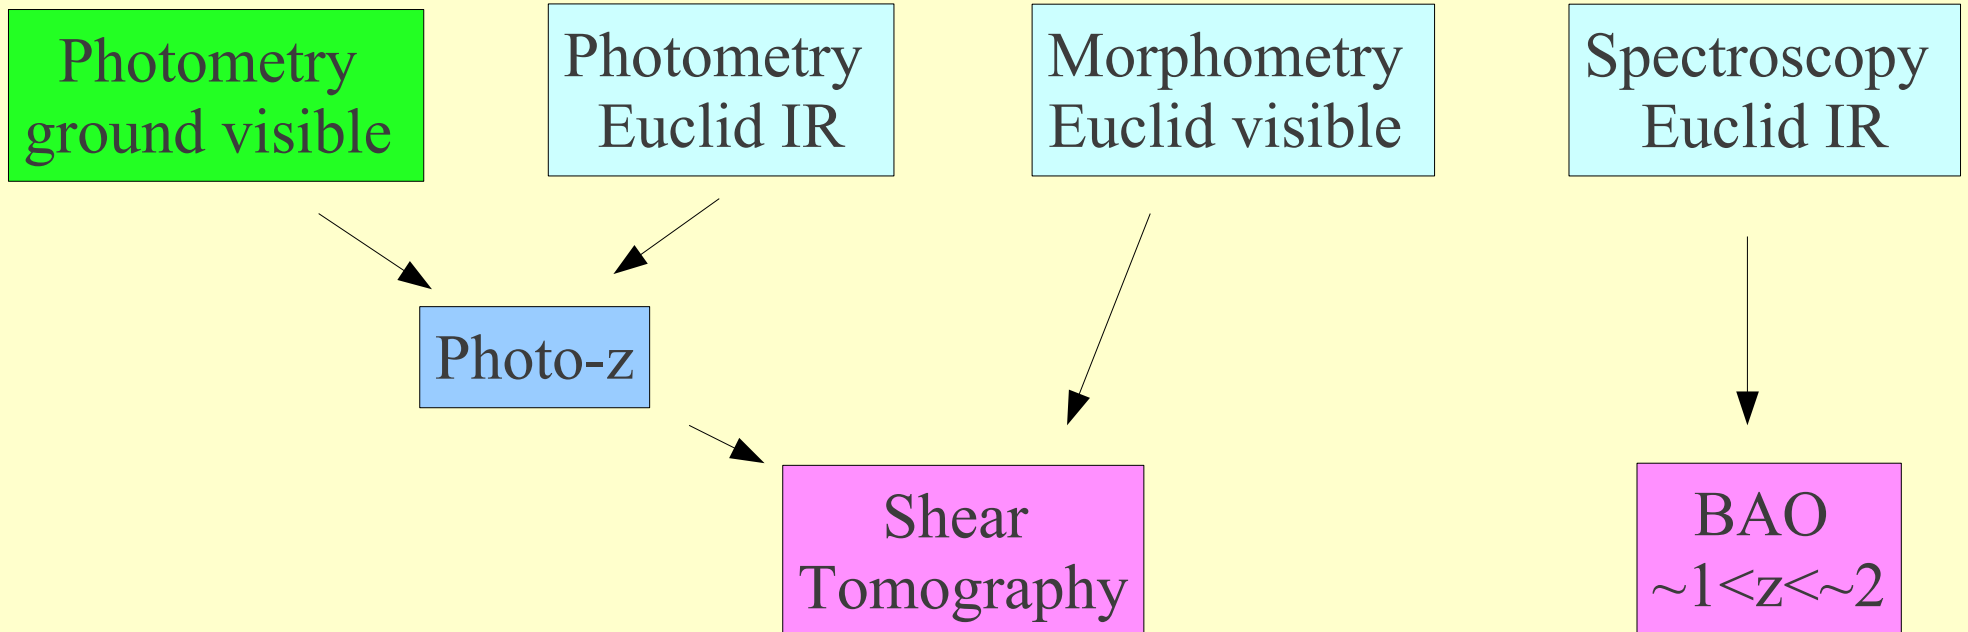 Photometry
ground visible
Photometry
Euclid IR
Morphometry
Euclid visible
Spectroscopy
Euclid IR
Photo-z
Shear
Tomography
BAO
~1<z<~2